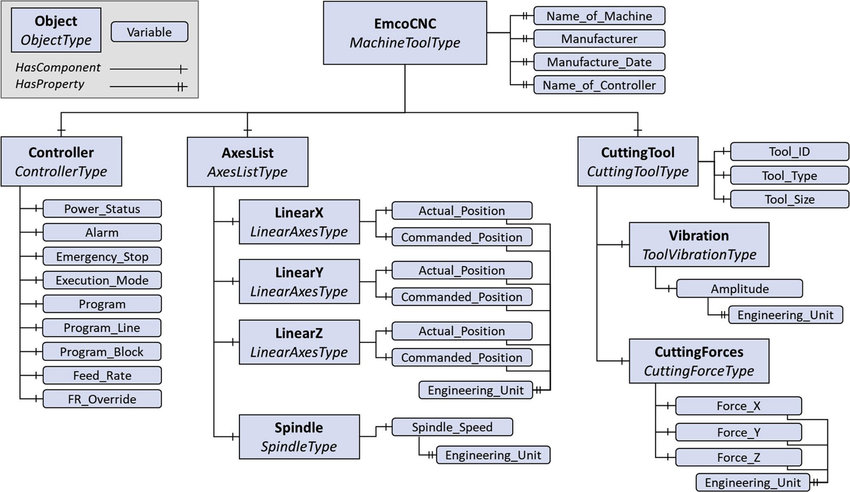 Object
ObjectType
Variable
HasComponent
HasProperty
EmcoCNC
MachineToolType
Name_of_Machine
Manufacturer
Manufacture_Date
Name_of_Controller
Controller
ControllerType
Power_Status
Alarm
Emergency_Stop
Execution_Mode
Program
Program_Line
Program_Block
Feed_Rate
FR_Override
AxesList
AxesListType
LinearX
LinearAxesType
Actual_Position
Commanded_Position
LinearY
LinearAxesType
Actual_Position
Commanded_Position
LinearZ
LinearAxesType
Actual_Position
Commanded_Position
Engineering_Unit
Spindle
SpindleType
Spindle_Speed
Engineering_Unit
CuttingTool
CuttingToolType
Tool_ID
Tool_Type
Tool_Size
Vibration
ToolVibrationType
Amplitude
Engineering_Unit
CuttingForces
CuttingForceType
Force_X
Force_Y
Force_Z
Engineering_Unit